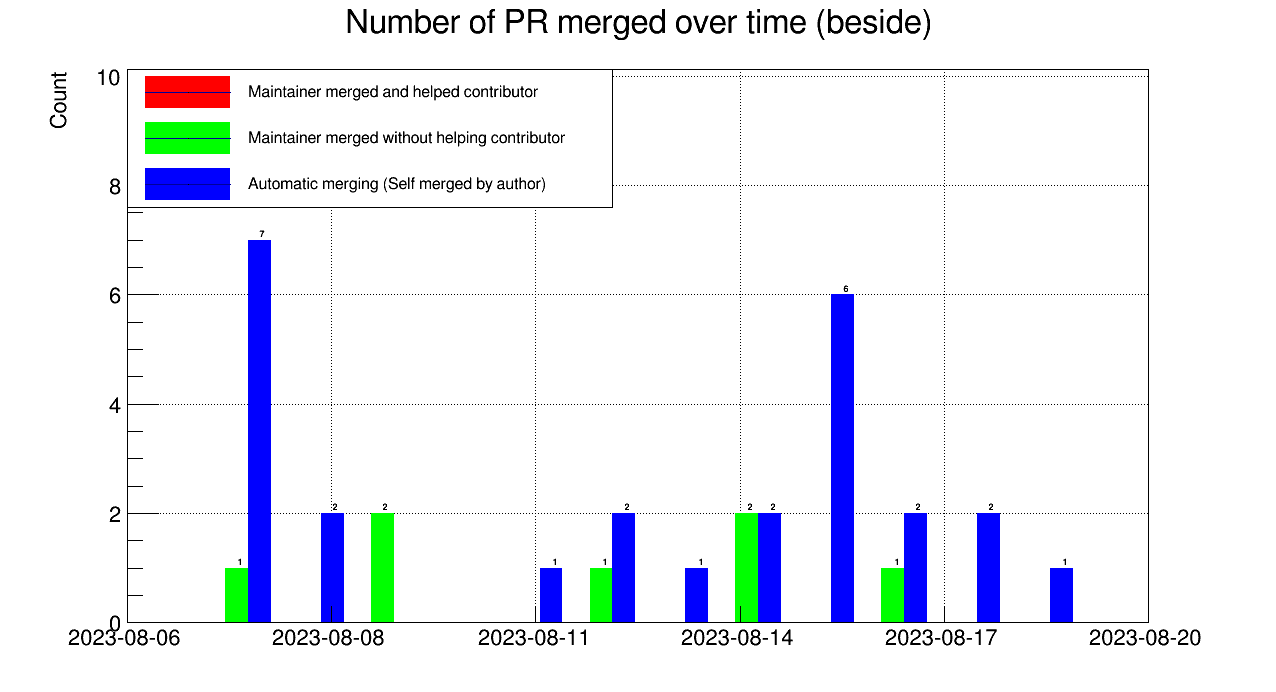 Number of PR merged over time (beside)
Count
10
8
6
4
2
0
Maintainer merged and helped contributor
Maintainer merged without helping contributor
Automatic merging (Self merged by author)
1 7 2 2 1 1 2 1 2 2 6 1 2 2 1
2023-08-06 2023-08-08 2023-08-11 2023-08-14 2023-08-17 2023-08-20